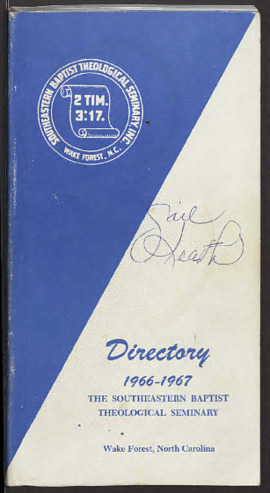 SOUTHEASTERN BAPTIST THEOLOGICAL SEMINARY INC.
2 TIM.
3:17.
WAKE FOREST, N.C.
Gail
Heath
Directory
1966-1967
THE SOUTHEASTERN BAPTIST
THEOLOGICAL SEMINARY
Wake Forest, North Carolina